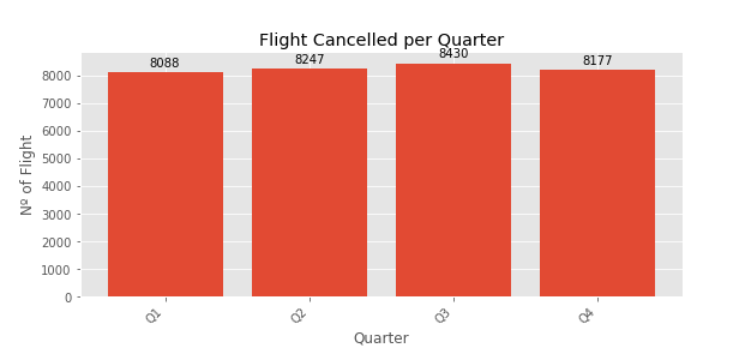 Flight Cancelled per Quarter
8088
8247
8430
8177
8000
7000
6000
5000
4000
3000
2000
1000
0
Nº of Flight
Q1
Q2
Q3
Q4
Quarter